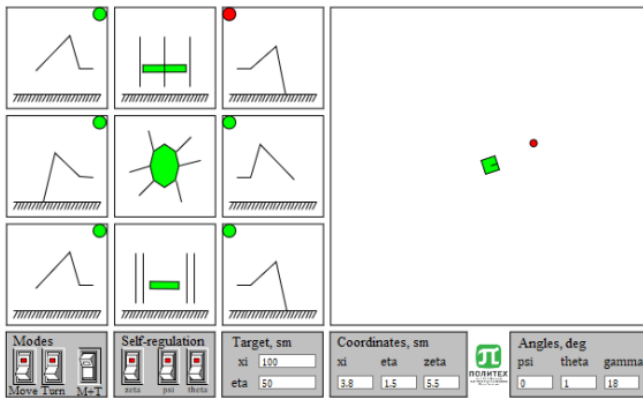 Modes
Move Turn M+T
Self-regulation
zeta psi theta
Target, sm
xi 100
eta 50
Coordinates, sm
xi eta zeta
3.8 1.5 5.5
ПОЛИТЕХ
Angles, deg
psi theta gamma
0 1 18